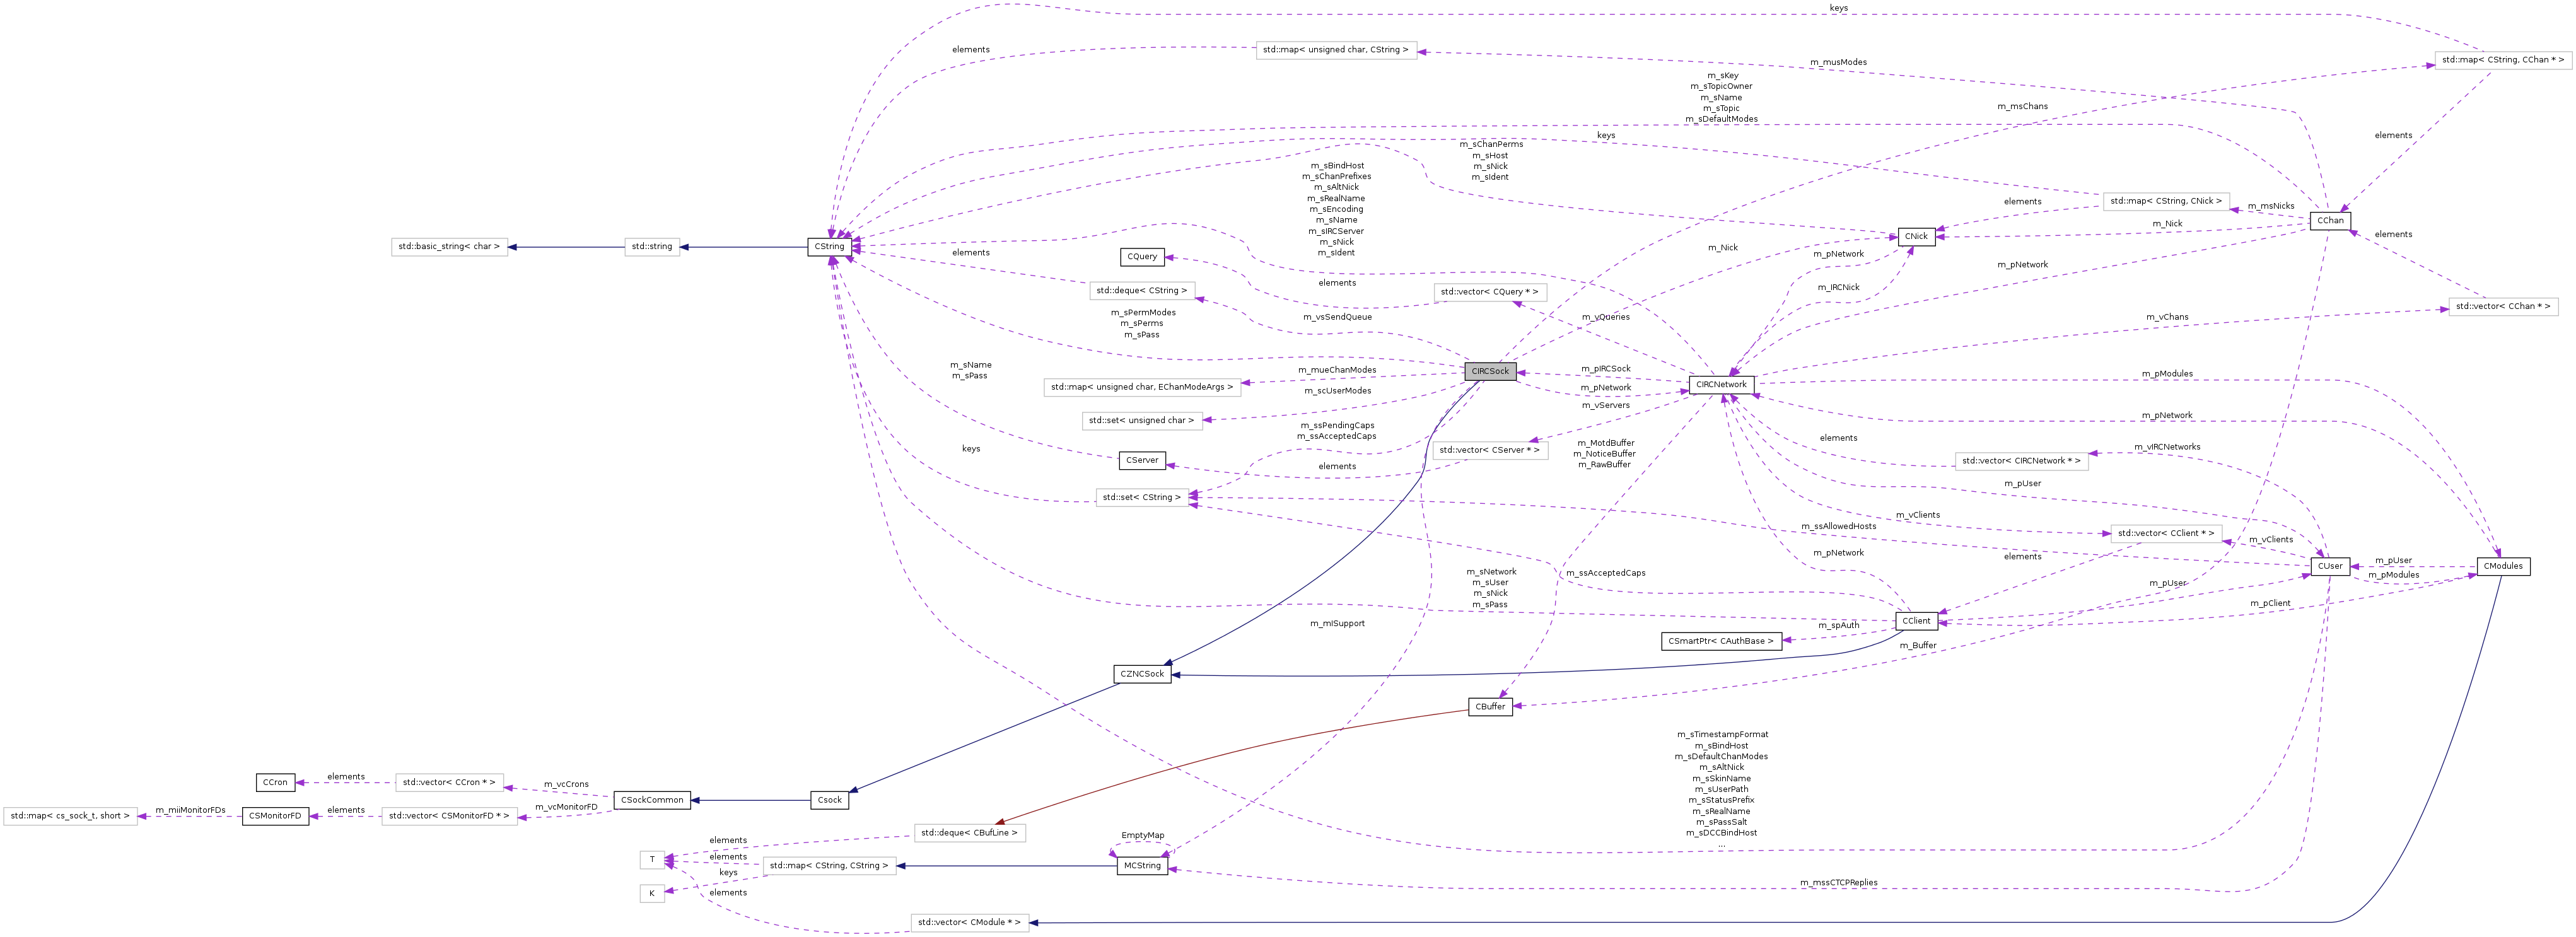 keys
elements
std::map< unsigned char, CString >
m_musModes
std::map< CString, CChan * >
m_sKey
m_sTopicOwner
m_sName
m_sTopic
m_sDefaultModes
m_msChans
elements
keys
m_sChanPerms
m_sHost
m_sNick
m_sIdent
m_sBindHost
m_sChanPrefixes
m_sAltNick
m_sRealName
m_sEncoding
m_sName
m_sIRCServer
m_sNick
m_sIdent
elements
std::map< CString, CNick >
m_msNicks
CChan
m_Nick
std::basic_string< char >
std::string
CString
elements
CQuery
elements
m_Nick
CNick
m_pNetwork
m_pNetwork
elements
std::deque< CString >
std::vector< CQuery * >
m_IRCNick
std::vector< CChan * >
m_sPermModes
m_sPerms
m_sPass
m_vsSendQueue
m_vQueries
m_vChans
m_sName
m_sPass
m_mueChanModes
std::map< unsigned char, EChanModeArgs >
CIRCSock
m_pIRCSock
m_pNetwork
CIRCNetwork
m_pModules
m_scUserModes
std::set< unsigned char >
m_vServers
m_pNetwork
m_ssPendingCaps
m_ssAcceptedCaps
m_MotdBuffer
m_NoticeBuffer
m_RawBuffer
elements
m_vIRCNetworks
keys
CServer
elements
std::vector< CServer * >
std::vector< CIRCNetwork * >
m_pUser
std::set< CString >
m_vClients
m_ssAllowedHosts
std::vector< CClient * >
m_vClients
m_pNetwork
elements
CUser
m_pUser
m_pModules
CModules
m_sNetwork
m_sUser
m_sNick
m_sPass
m_ssAcceptedCaps
m_pUser
m_pClient
m_mISupport
CClient
m_spAuth
CSmartPtr< CAuthBase >
m_Buffer
CZNCSock
CBuffer
m_sTimestampFormat
m_sBindHost
m_sDefaultChanModes
m_sAltNick
m_sSkinName
m_sUserPath
m_sStatusPrefix
m_sRealName
m_sPassSalt
m_sDCCBindHost
...
CCron
elements
std::vector< CCron * >
m_vcCrons
CSockCommon
Csock
std::map< cs_sock_t, short >
m_miiMonitorFDs
CSMonitorFD
elements
std::vector< CSMonitorFD * >
m_vcMonitorFD
std::deque< CBufLine >
elements
EmptyMap
T
elements
std::map< CString, CString >
MCString
keys
K
m_mssCTCPReplies
elements
std::vector< CModule * >